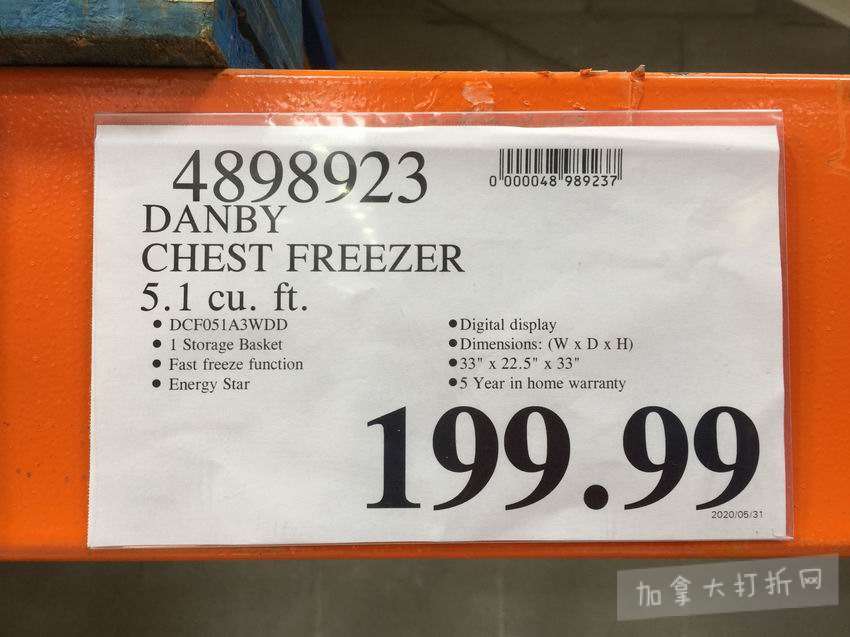 4898923
0 000048 989237
DANBY
CHEST FREEZER
5.1 cu. ft.
• DCF051A3WDD
• 1 Storage Basket
• Fast freeze function
• Energy Star
• Digital display
• Dimensions: (W x D x H)
• 33" x 22.5" x 33"
• 5 Year in home warranty
199.99
2020/05/31
加拿大打折网